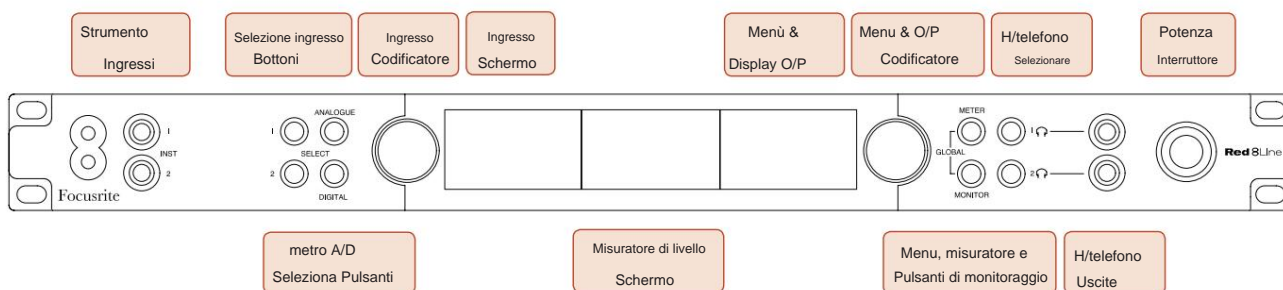 Strumento
Ingressi
Selezione ingresso
Bottoni
Ingresso
Codificatore
Ingresso
Schermo
Menù &
Display O/P
Menu & O/P
Codificatore
H/telefono
Selezionare
Potenza
Interruttore
ANALOGUE
METER
1
1
1
INST
SELECT
GLOBAL
Red8Line
2
2
2
Focusrite
DIGITAL
MONITOR
metro A/D
Seleziona Pulsanti
Misuratore di livello
Schermo
Menu, misuratore e
Pulsanti di monitoraggio
H/telefono
Uscite